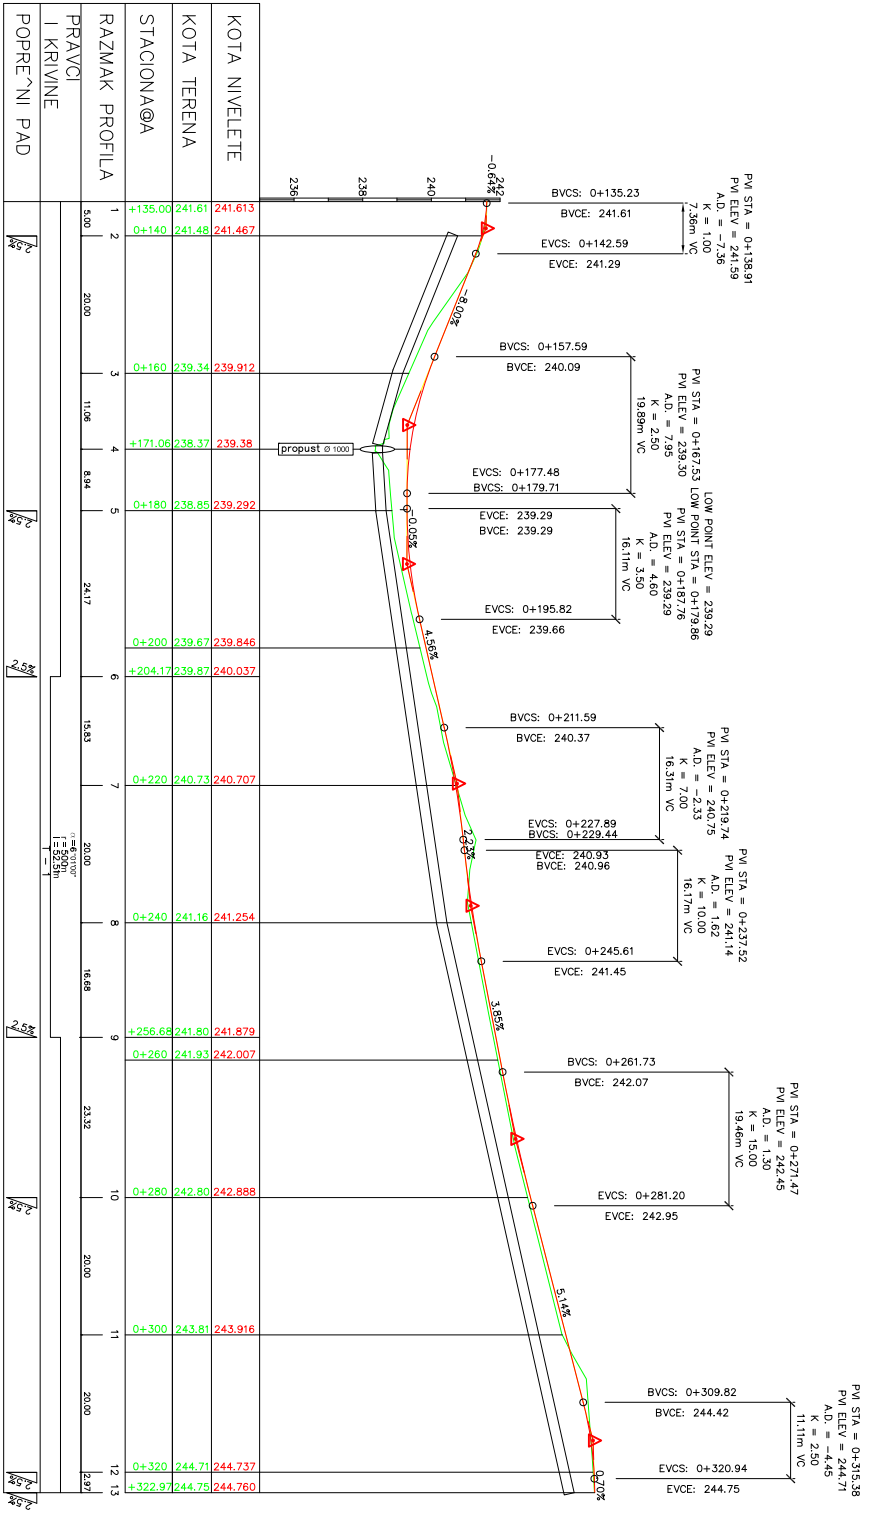 KOTA NIVELETE
KOTA TERENA
STACIONA@A
RAZMAK PROFILA
PRAVCI
I KRIVINE
POPRE^NI PAD
236
238
240
242
-0.64%
-8.00%
-0.05%
4.56%
2.23%
3.85%
5.14%
0.70%
propust Ø 1000
PVI STA = 0+138.91
PVI ELEV = 241.59
A.D. = -7.36
K = 1.00
7.36m VC
BVCS: 0+135.23
BVCE: 241.61
EVCS: 0+142.59
EVCE: 241.29
PVI STA = 0+167.53
PVI ELEV = 239.30
A.D. = 7.95
K = 2.50
19.89m VC
BVCS: 0+157.59
BVCE: 240.09
EVCS: 0+177.48
EVCE: 239.29
LOW POINT ELEV = 239.29
LOW POINT STA = 0+179.86
PVI STA = 0+187.76
PVI ELEV = 239.29
A.D. = 4.60
K = 3.50
16.11m VC
BVCS: 0+179.71
BVCE: 239.29
EVCS: 0+195.82
EVCE: 239.66
PVI STA = 0+219.74
PVI ELEV = 240.75
A.D. = -2.33
K = 7.00
16.31m VC
BVCS: 0+211.59
BVCE: 240.37
EVCS: 0+227.89
EVCE: 240.93
PVI STA = 0+237.52
PVI ELEV = 241.14
A.D. = 1.62
K = 10.00
16.17m VC
BVCS: 0+229.44
BVCE: 240.96
EVCS: 0+245.61
EVCE: 241.45
PVI STA = 0+271.47
PVI ELEV = 242.45
A.D. = 1.30
K = 15.00
19.46m VC
BVCS: 0+261.73
BVCE: 242.07
EVCS: 0+281.20
EVCE: 242.95
PVI STA = 0+315.38
PVI ELEV = 244.71
A.D. = -4.45
K = 2.50
11.11m VC
BVCS: 0+309.82
BVCE: 244.42
EVCS: 0+320.94
EVCE: 244.75
1 +135.00 241.61 241.613
5.00
2 0+140 241.48 241.467
20.00
3 0+160 239.34 239.912
11.06
4 +171.06 238.37 239.38
8.94
5 0+180 238.85 239.292
24.17
0+200 239.67 239.846
6 +204.17 239.87 240.037
15.83
7 0+220 240.73 240.707
20.00
8 0+240 241.16 241.254
16.68
9 +256.68 241.80 241.879
0+260 241.93 242.007
23.32
10 0+280 242.80 242.888
20.00
11 0+300 243.81 243.916
20.00
12 0+320 244.71 244.737
2.97
13 +322.97 244.75 244.760
α=6°01'00"
r = 500m
l = 52.51m
2.5%
2.5%
2.5%
2.5%
2.5%
2.5%
2.5%